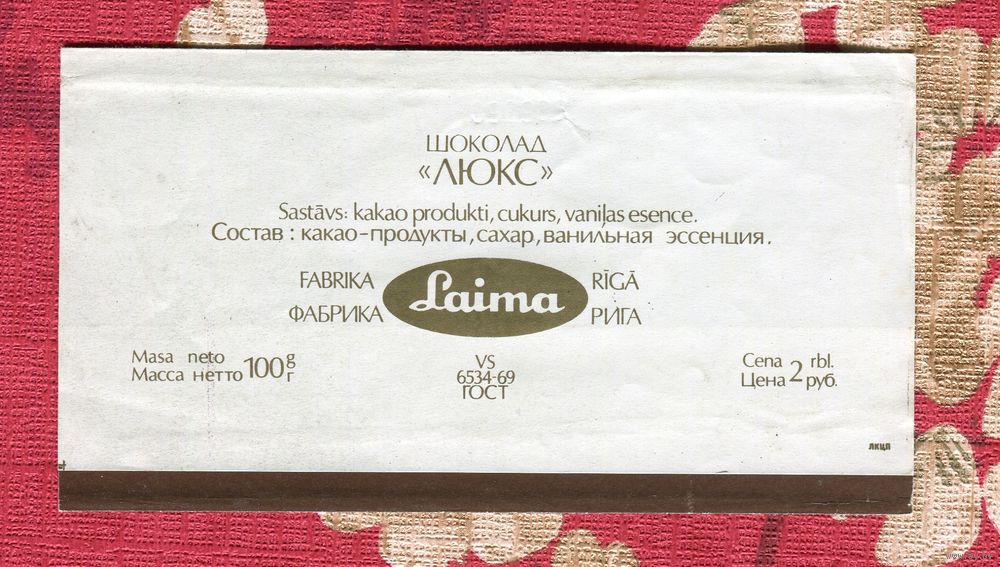 ШОКОЛАД
«ЛЮКС»
Sastāvs: kakao produkti, cukurs, vaniļas esence.
Состав : какао-продукты, сахар, ванильная эссенция.
FABRIKA Laima RĪGĀ
ФАБРИКА РИГА
Masa neto 100 g
Масса нетто г
VS
6534-69
ГОСТ
Cena 2 rbl.
Цена руб.
ЛКЦП